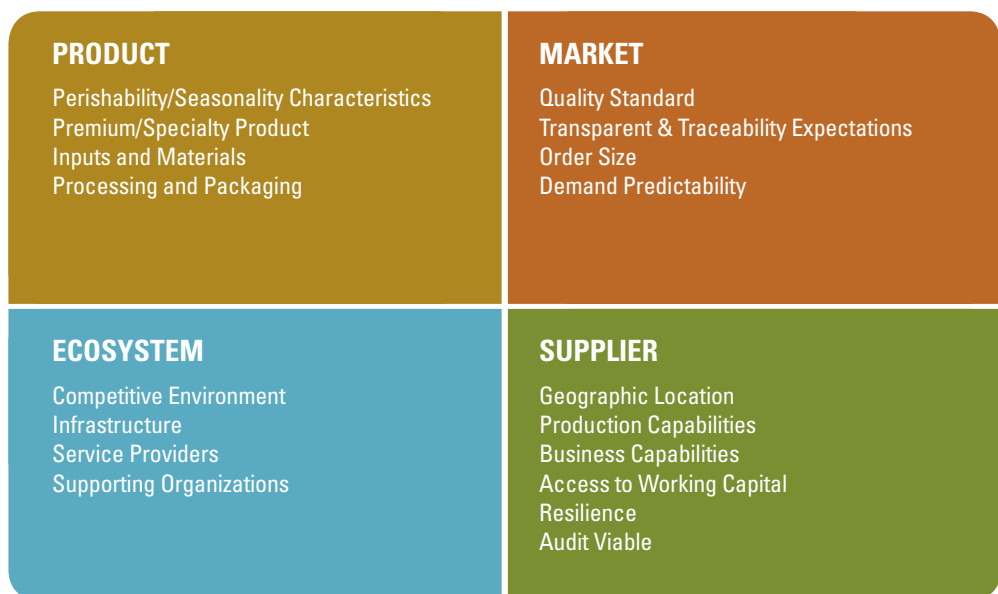 PRODUCT
Perishability/Seasonality Characteristics
Premium/Specialty Product
Inputs and Materials
Processing and Packaging
MARKET
Quality Standard
Transparent & Traceability Expectations
Order Size
Demand Predictability
ECOSYSTEM
Competitive Environment
Infrastructure
Service Providers
Supporting Organizations
SUPPLIER
Geographic Location
Production Capabilities
Business Capabilities
Access to Working Capital
Resilience
Audit Viable